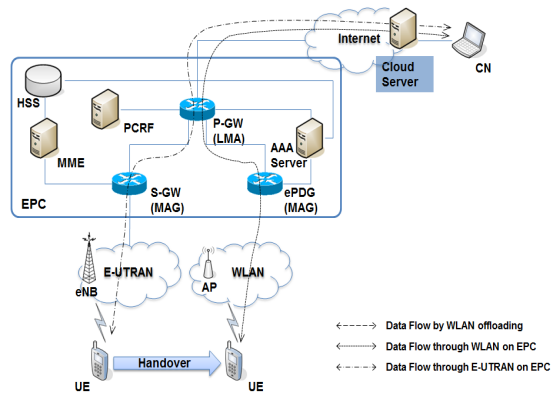 Internet
CN
Cloud
Server
HSS
PCRF
P-GW
(LMA)
AAA
Server
MME
S-GW
(MAG)
ePDG
(MAG)
EPC
E-UTRAN
WLAN
eNB
AP
Data Flow by WLAN offloading
Data Flow through WLAN on EPC
Handover
Data Flow through E-UTRAN on EPC
UE
UE